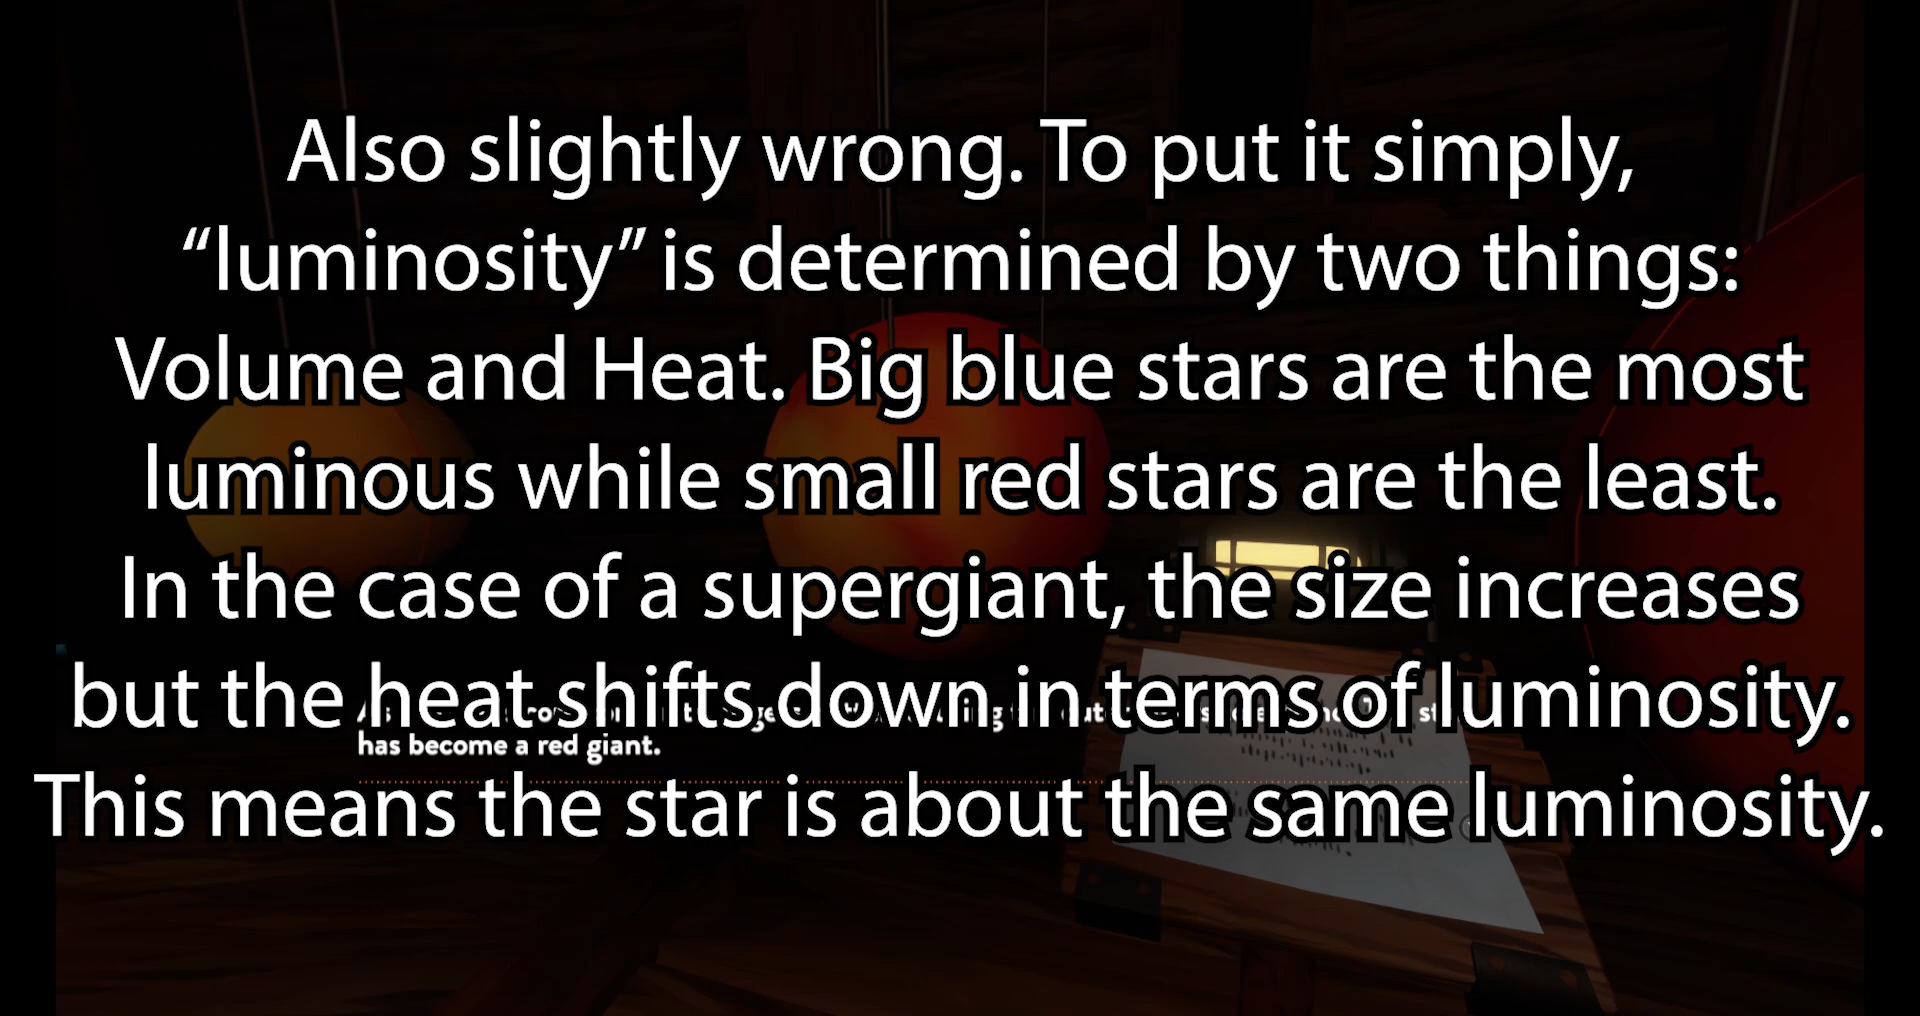 Also slightly wrong. To put it simply,
“luminosity” is determined by two things:
Volume and Heat. Big blue stars are the most
luminous while small red stars are the least.
In the case of a supergiant, the size increases
but the heat shifts down in terms of luminosity.
has become a red giant.
This means the star is about the same luminosity.